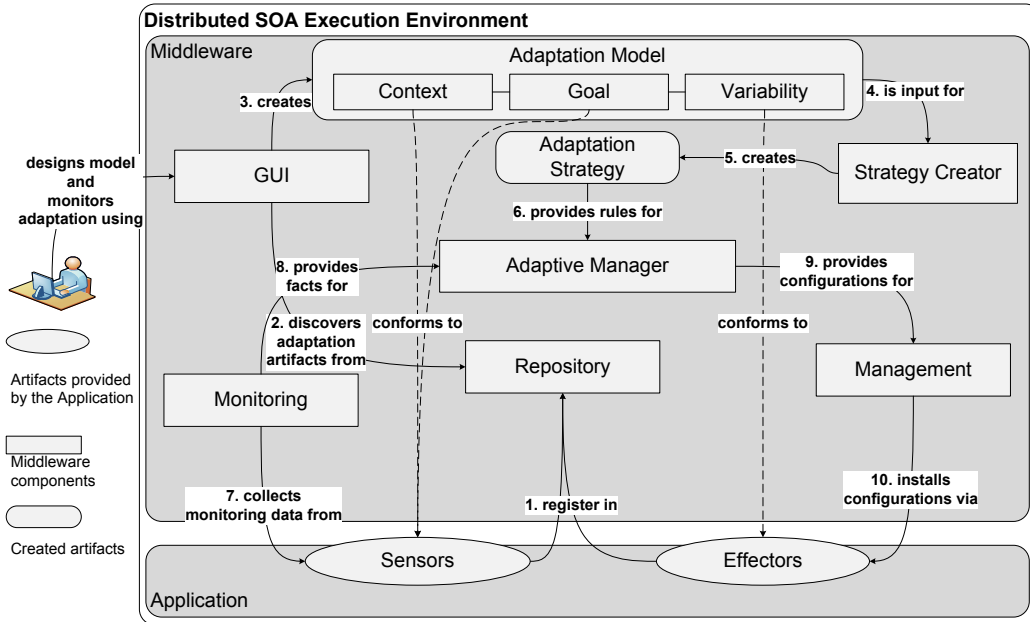 Distributed SOA Execution Environment
Middleware
Adaptation Model
Context
Goal
Variability
3. creates
4. is input for
designs model
and
monitors
adaptation using
GUI
Adaptation
Strategy
5. creates
Strategy Creator
6. provides rules for
8. provides
facts for
Adaptive Manager
9. provides
configurations for
2. discovers
adaptation
artifacts from
conforms to
conforms to
Repository
Management
Monitoring
Artifacts provided
by the Application
Middleware
components
Created artifacts
7. collects
monitoring data from
1. register in
10. installs
configurations via
Sensors
Effectors
Application